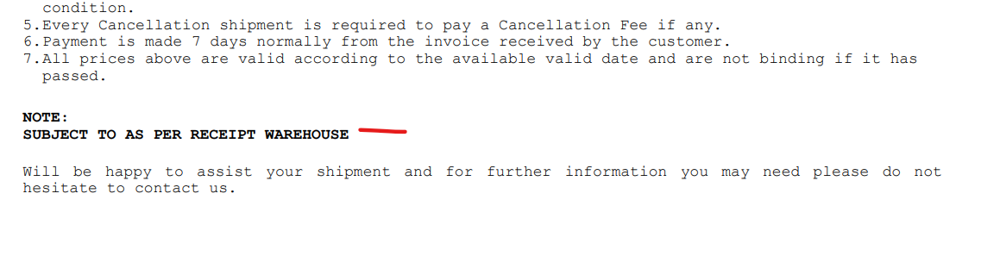 condition.
5.Every Cancellation shipment is required to pay a Cancellation Fee if any.
6.Payment is made 7 days normally from the invoice received by the customer.
7.All prices above are valid according to the available valid date and are not binding if it has
passed.
NOTE:
SUBJECT TO AS PER RECEIPT WAREHOUSE
Will be happy to assist your shipment and for further information you may need please do not
hesitate to contact us.